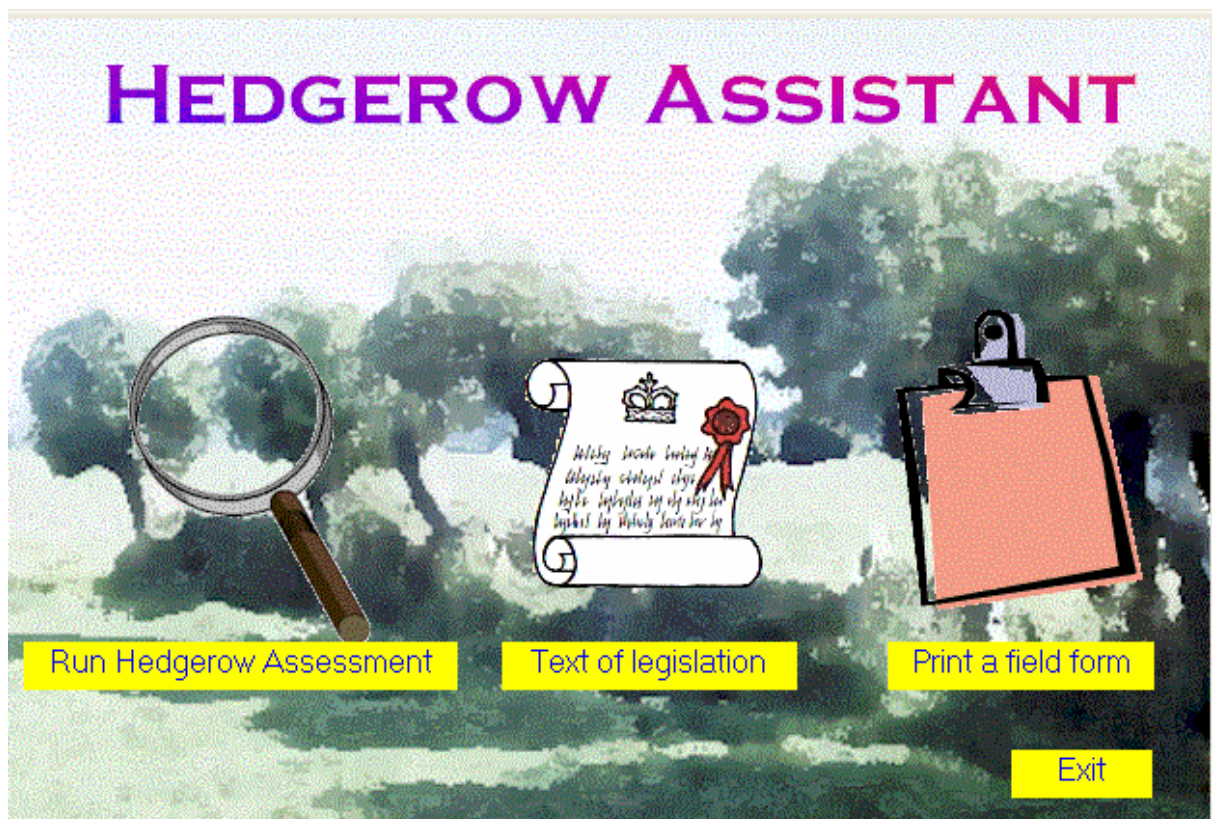 HEDGEROW ASSISTANT
Run Hedgerow Assessment
Text of legislation
Print a field form
Exit